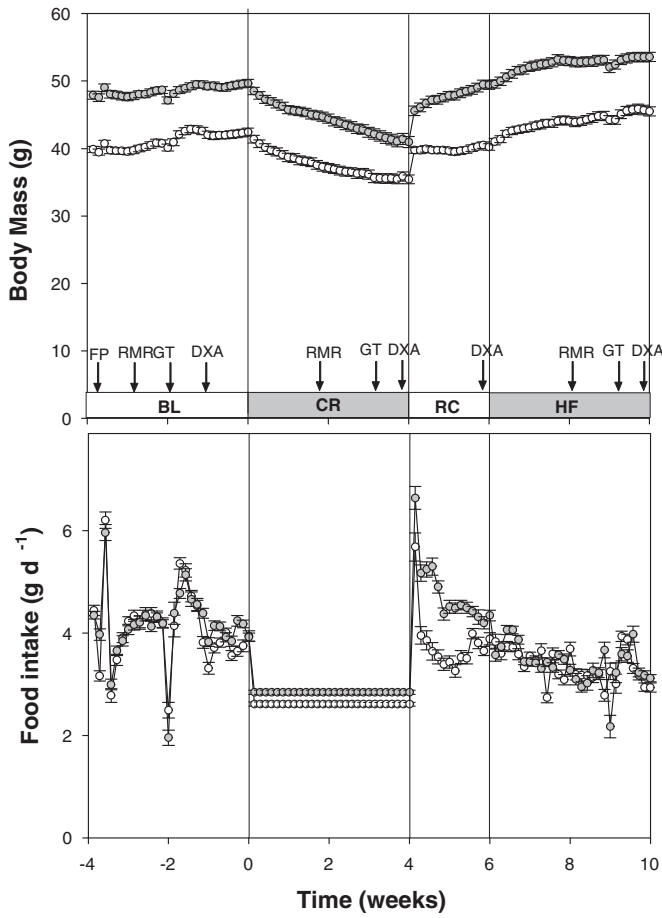 60
50
40
30
20
10
0
Body Mass (g)
FP RMR GT DXA RMR GT DXA DXA RMR GT DXA
BL CR RC HF
6
4
2
0
Food intake (g d -1)
-4 -2 0 2 4 6 8 10
Time (weeks)